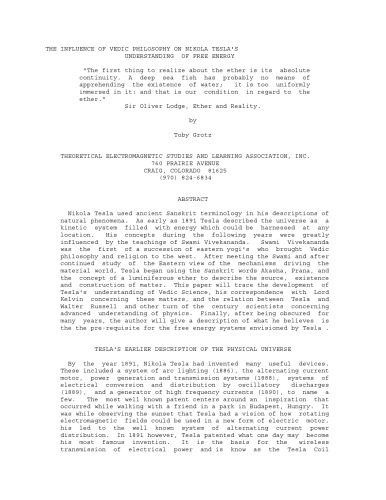 THE INFLUENCE OF VEDIC PHILOSOPHY ON NIKOLA TESLA'S
UNDERSTANDING OF FREE ENERGY
"The first thing to realize about the ether is its absolute
continuity. A deep sea fish has probably no means of
apprehending the existence of water; it is too uniformly
immersed in it: and that is our condition in regard to the
ether."
Sir Oliver Lodge, Ether and Reality.
by
Toby Grotz
THEORETICAL ELECTROMAGNETIC STUDIES AND LEARNING ASSOCIATION, INC.
760 PRAIRIE AVENUE
CRAIG, COLORADO 81625
(970) 824-6834
ABSTRACT
Nikola Tesla used ancient Sanskrit terminology in his descriptions of
natural phenomena. As early as 1891 Tesla described the universe as a
kinetic system filled with energy which could be harnessed at any
location. His concepts during the following years were greatly
influenced by the teachings of Swami Vivekananda. Swami Vivekananda
was the first of a succession of eastern yogi's who brought Vedic
philosophy and religion to the west. After meeting the Swami and after
continued study of the Eastern view of the mechanisms driving the
material world, Tesla began using the Sanskrit words Akasha, Prana, and
the concept of a luminiferous ether to describe the source, existence
and construction of matter. This paper will trace the development of
Tesla's understanding of Vedic Science, his correspondence with Lord
Kelvin concerning these matters, and the relation between Tesla and
Walter Russell and other turn of the century scientists concerning
advanced understanding of physics. Finally, after being obscured for
many years, the author will give a description of what he believes is
the the pre-requisite for the free energy systems envisioned by Tesla .
TESLA'S EARLIER DESCRIPTION OF THE PHYSICAL UNIVERSE
By the year 1891, Nikola Tesla had invented many useful devices.
These included a system of arc lighting (1886), the alternating current
motor, power generation and transmission systems (1888), systems of
electrical conversion and distribution by oscillatory discharges
(1889), and a generator of high frequency currents (1890), to name a
few. The most well known patent centers around an inspiration that
occurred while walking with a friend in a park in Budapest, Hungry. It
was while observing the sunset that Tesla had a vision of how rotating
electromagnetic fields could be used in a new form of electric motor.
his led to the well known system of alternating current power
distribution. In 1891 however, Tesla patented what one day may become
his most famous invention. It is the basis for the wireless
transmission of electrical power and is know as the Tesla Coil